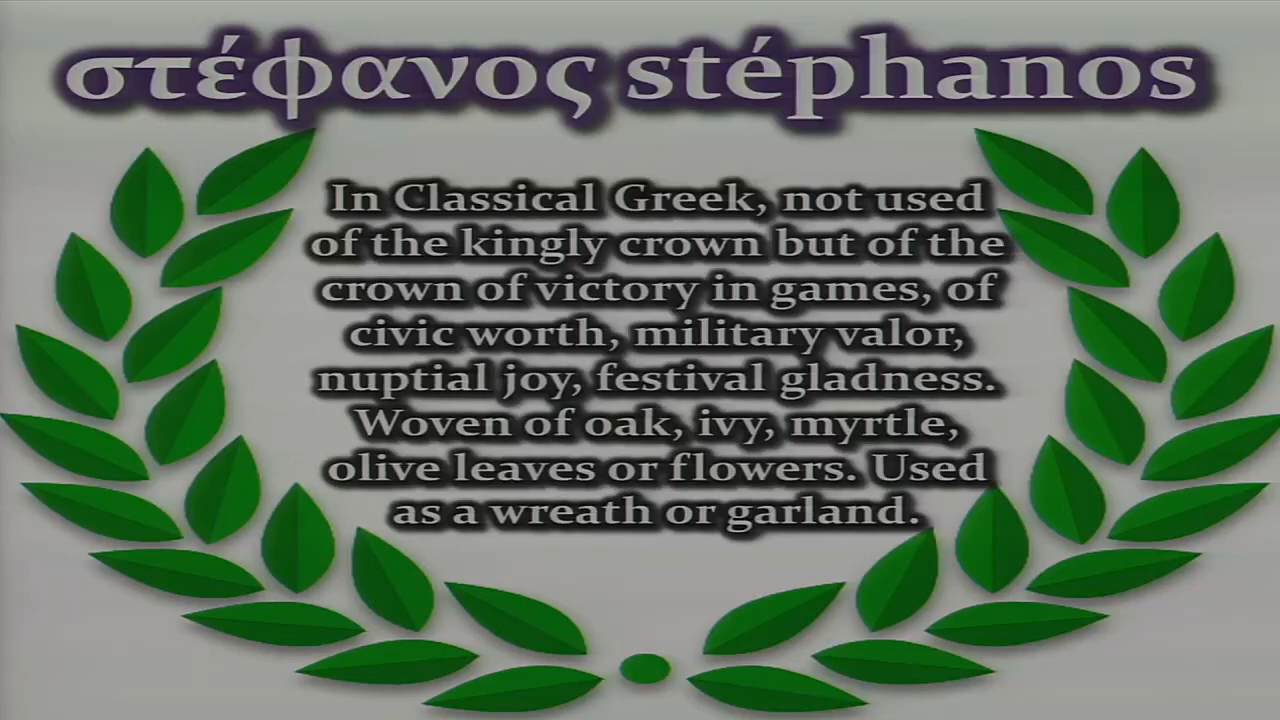 στέφανος stéphanos
In Classical Greek, not used
of the kingly crown but of the
crown of victory in games, of
civic worth, military valor,
nuptial joy, festival gladness.
Woven of oak, ivy, myrtle,
olive leaves or flowers. Used
as a wreath or garland.